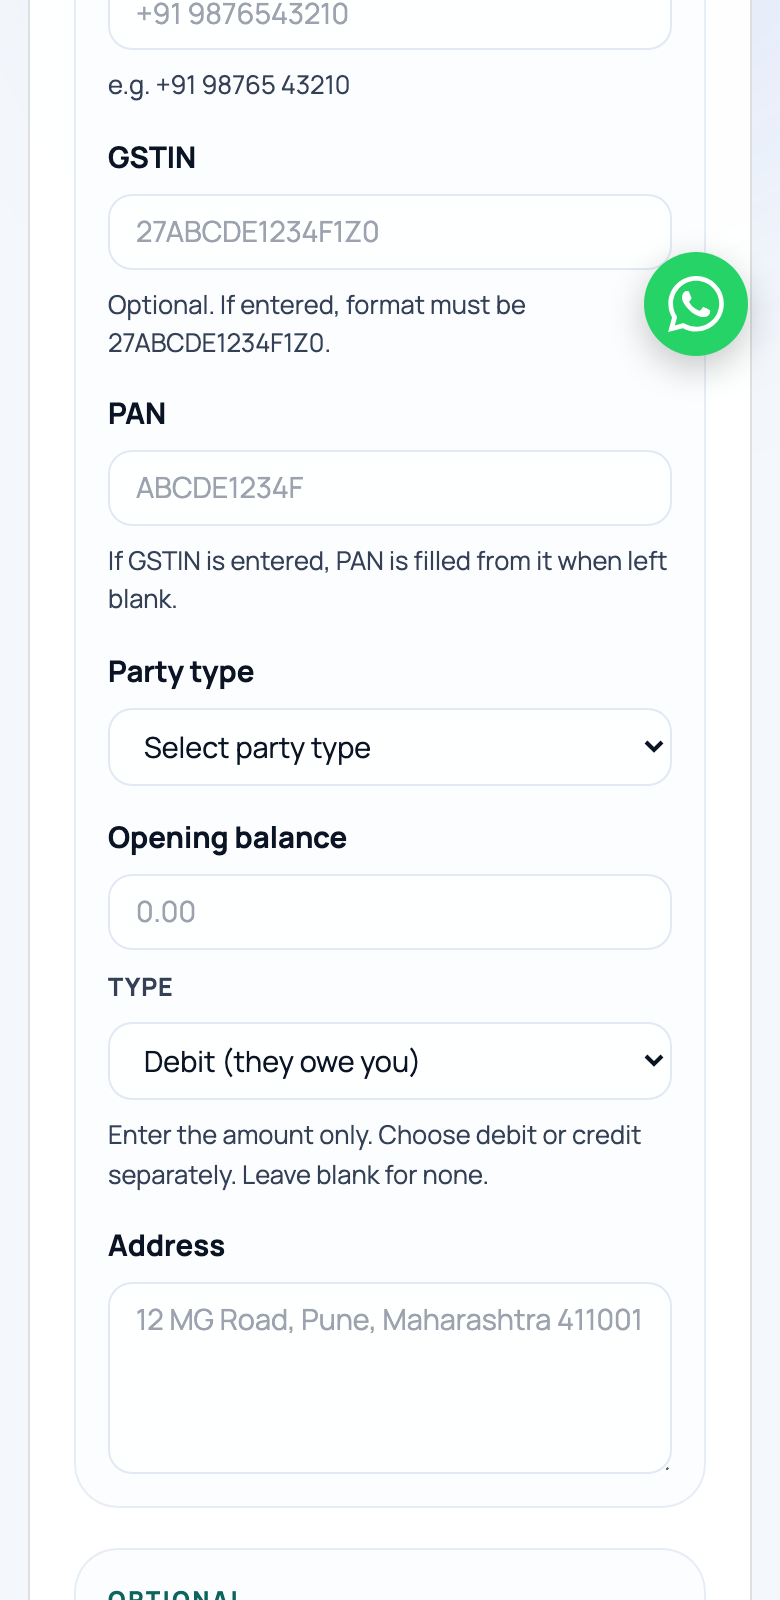 +91 9876543210
e.g. +91 98765 43210
GSTIN
27ABCDE1234F1Z0
Optional. If entered, format must be
27ABCDE1234F1Z0.
PAN
ABCDE1234F
If GSTIN is entered, PAN is filled from it when left
blank.
Party type
Select party type
Opening balance
0.00
TYPE
Debit (they owe you)
Enter the amount only. Choose debit or credit
separately. Leave blank for none.
Address
12 MG Road, Pune, Maharashtra 411001
OPTIONAL